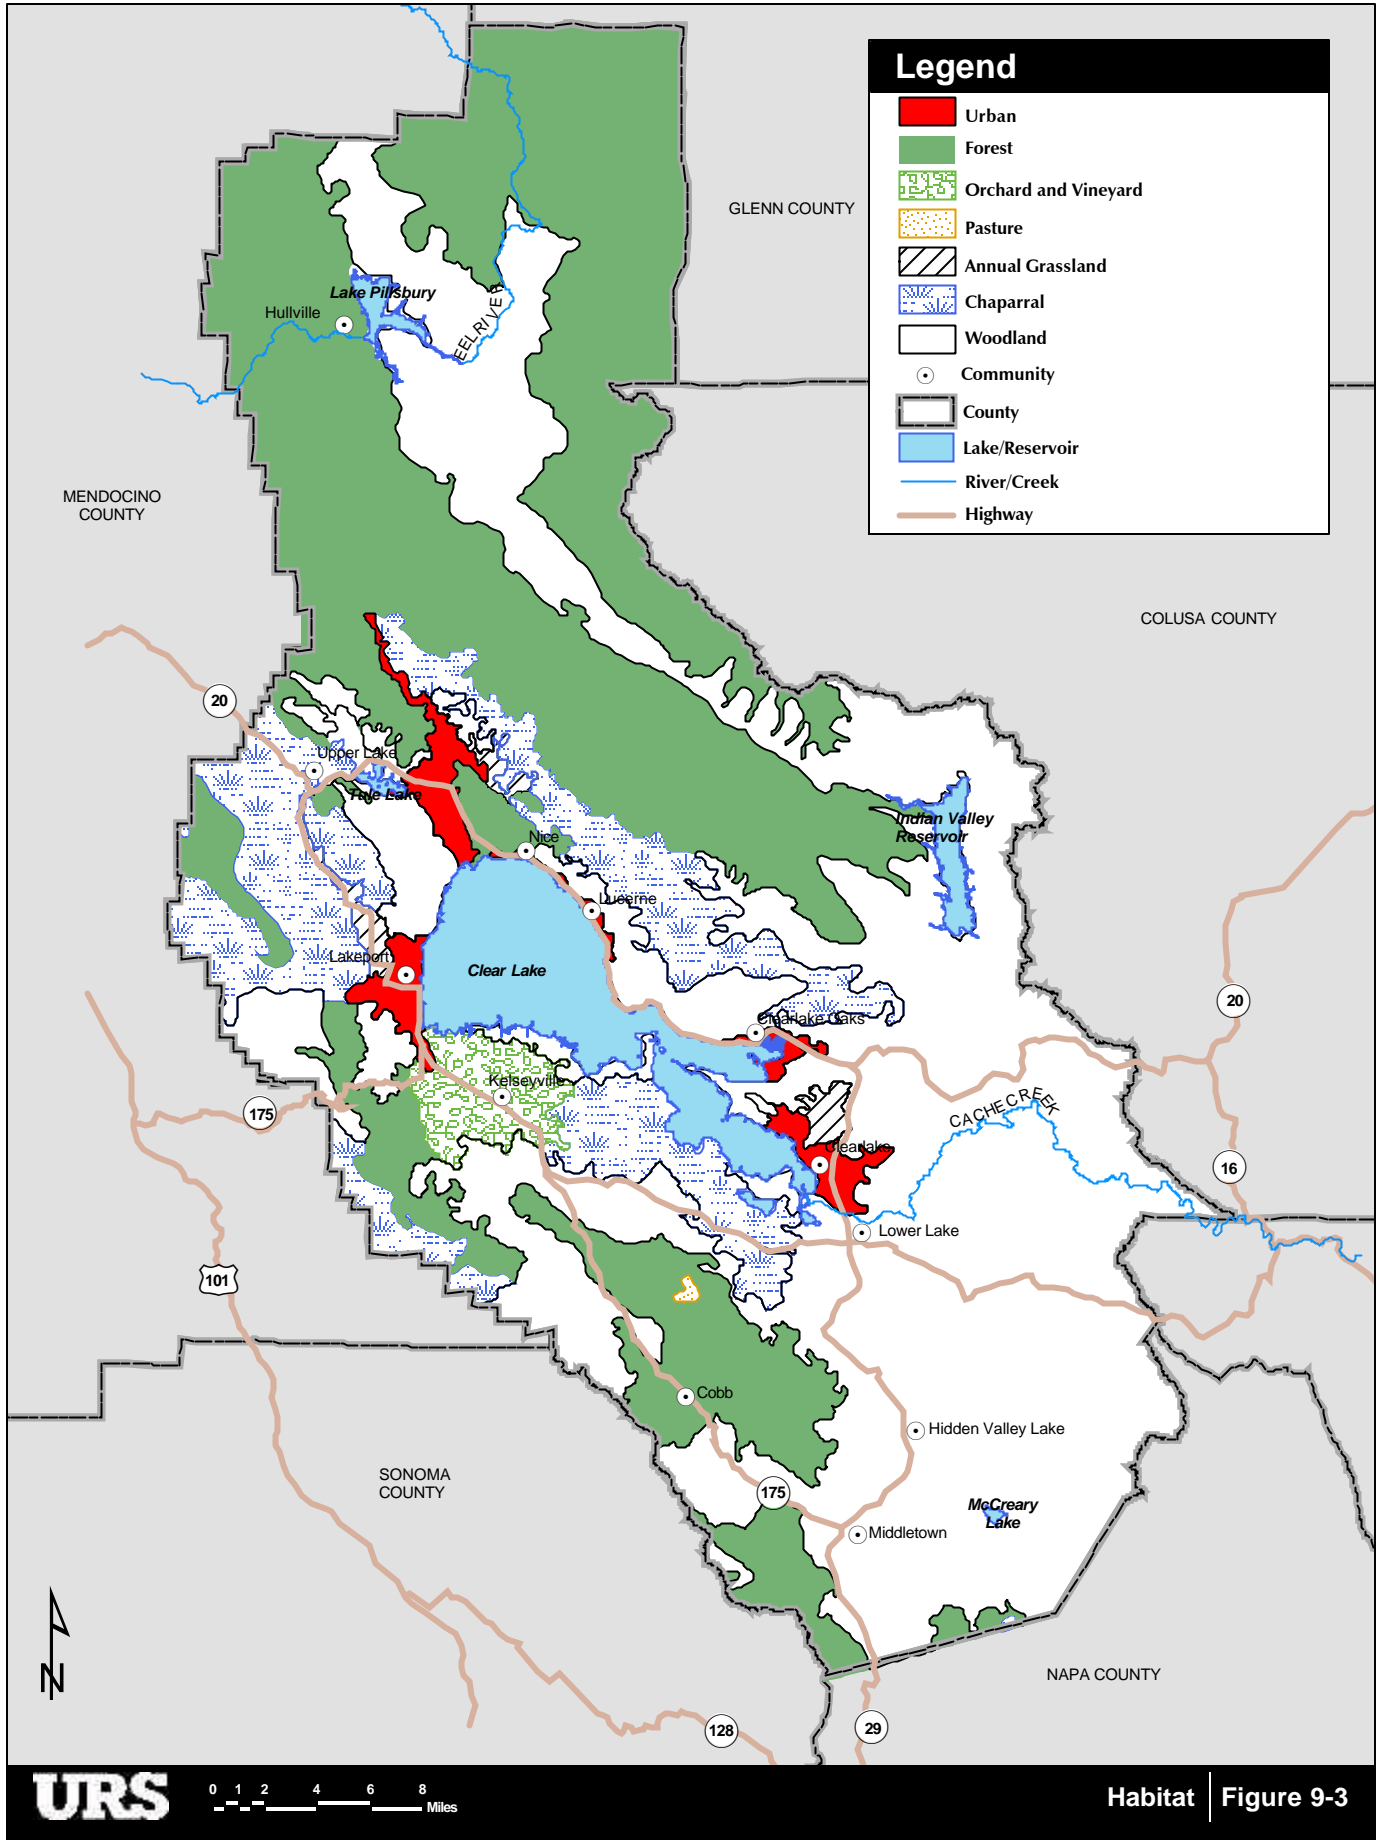 Legend
Urban
Forest
Orchard and Vineyard
Pasture
Annual Grassland
Chaparral
Woodland
Community
County
Lake/Reservoir
River/Creek
Highway
GLENN COUNTY
Lake Pillsbury
Hullville
EEL RIVER
MENDOCINO
COUNTY
COLUSA COUNTY
20
Upper Lake
Tule Lake
Indian Valley
Reservoir
Nice
Lucerne
Lakeport
Clear Lake
20
Clearlake Oaks
Kelseyville
175
CACHE CREEK
Clearlake
16
Lower Lake
101
Cobb
Hidden Valley Lake
SONOMA
COUNTY
175
McCreary
Lake
Middletown
N
NAPA COUNTY
128
29
URS
0 1 2 4 6 8
Miles
Habitat
Figure 9-3